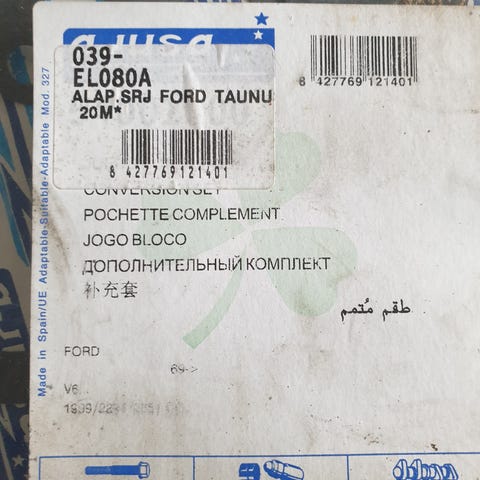 ajusa
039-
EL080A
ALAP.SRJ FORD TAUNU
20M*
8 427769 121401
8 427769 121401
CONVERSION SET
POCHETTE COMPLEMENT
JOGO BLOCO
ДОПОЛНИТЕЛЬНЫЙ КОМПЛЕКТ
补充套
طقم مُتمم
FORD
69->
V6...
Made in Spain/UE Adaptable-Suitable-Adaptable Mod. 327